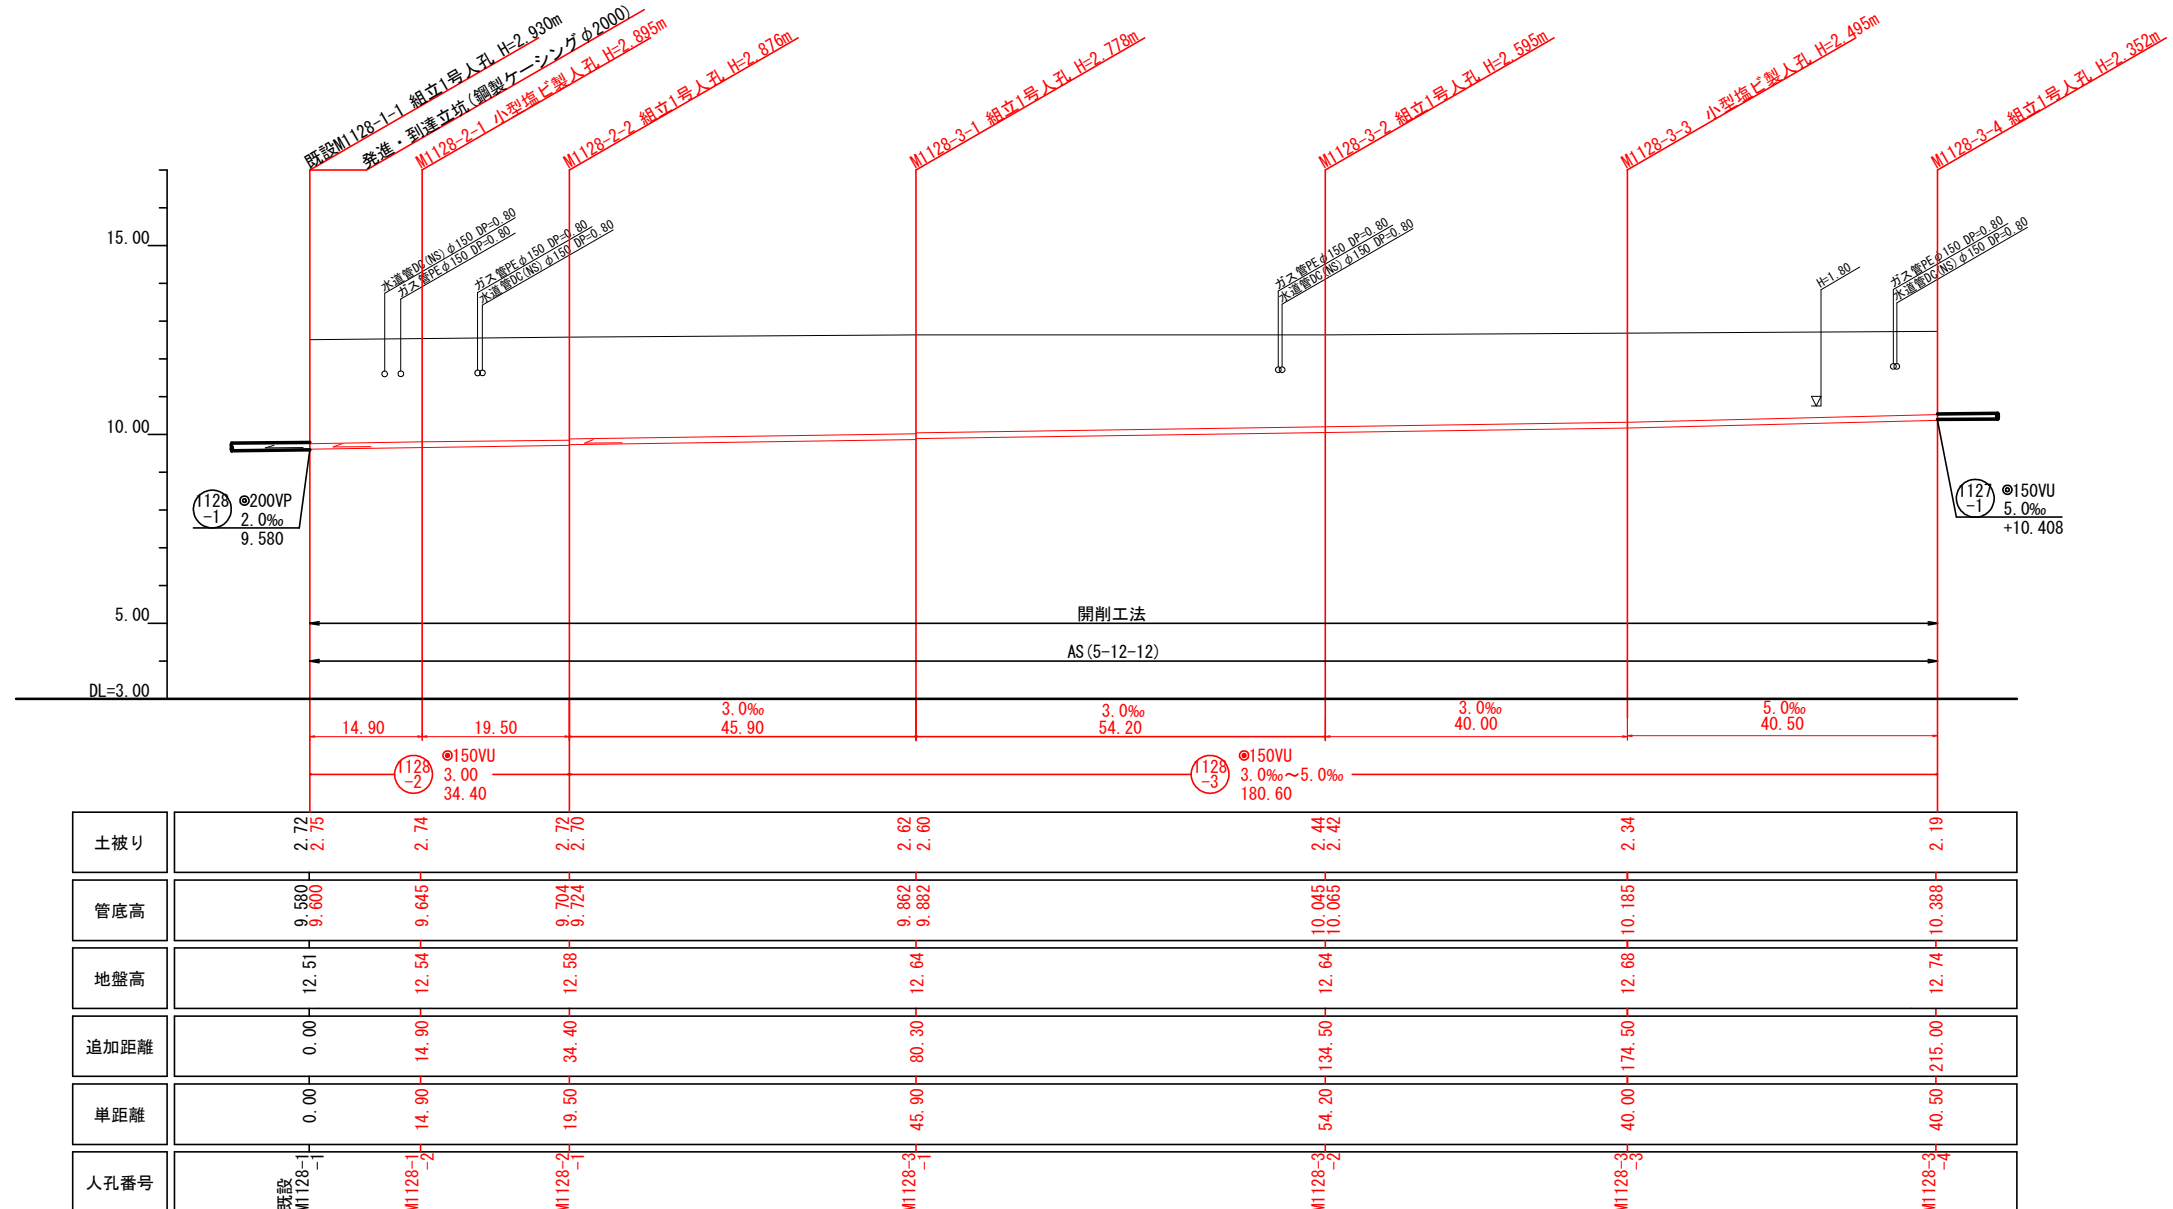 既設M1128-1-1 組立1号人孔 H=2.930m
発進・到達立坑(鋼製ケーシングφ2000)
M1128-2-1 小型塩ビ製人孔 H=2.895m
M1128-2-2 組立1号人孔 H=2.876m
M1128-3-1 組立1号人孔 H=2.778m
M1128-3-2 組立1号人孔 H=2.595m
M1128-3-3 小型塩ビ製人孔 H=2.495m
M1128-3-4 組立1号人孔 H=2.352m
水道管DC(NS)φ150 DP=0.80
ガス管PEφ150 DP=0.80
ガス管PEφ150 DP=0.80
水道管DC(NS)φ150 DP=0.80
ガス管PEφ150 DP=0.80
水道管DC(NS)φ150 DP=0.80
H=1.80
ガス管PEφ150 DP=0.80
水道管DC(NS)φ150 DP=0.80
15.00
10.00
5.00
DL=3.00
1128
-1
◎200VP
2.0‰
9.580
1127
-1
◎150VU
5.0‰
+10.408
開削工法
AS(5-12-12)
14.90
19.50
3.0‰
45.90
3.0‰
54.20
3.0‰
40.00
5.0‰
40.50
1128
-2
◎150VU
3.00
34.40
1128
-3
◎150VU
3.0‰～5.0‰
180.60
土被り 2.72 2.75 2.74 2.72 2.70 2.62 2.60 2.44 2.42 2.34 2.19
管底高 9.580 9.600 9.645 9.704 9.724 9.862 9.882 10.045 10.065 10.185 10.388
地盤高 12.51 12.54 12.58 12.64 12.64 12.68 12.74
追加距離 0.00 14.90 34.40 80.30 134.50 174.50 215.00
単距離 0.00 14.90 19.50 45.90 54.20 40.00 40.50
人孔番号
既設
M1128-1
-1
M1128-1
-2
M1128-2
-1
M1128-3
-1
M1128-3
-2
M1128-3
-3
M1128-3
-4